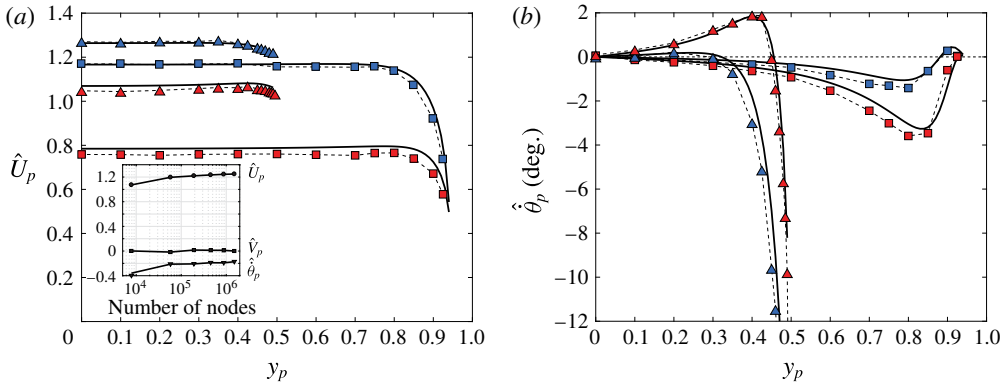 (a)
1.4
1.2
1.0
0.8
0.6
0.4
0.2
0
Û_p
1.2
0.8
0.4
0
−0.4
Û_p
V̂_p
θ̇̂_p
10^4 10^5 10^6
Number of nodes
0.1 0.2 0.3 0.4 0.5 0.6 0.7 0.8 0.9 1.0
y_p
(b)
2
0
−2
−4
−6
−8
−10
−12
θ̇̂_p (deg.)
0 0.1 0.2 0.3 0.4 0.5 0.6 0.7 0.8 0.9 1.0
y_p